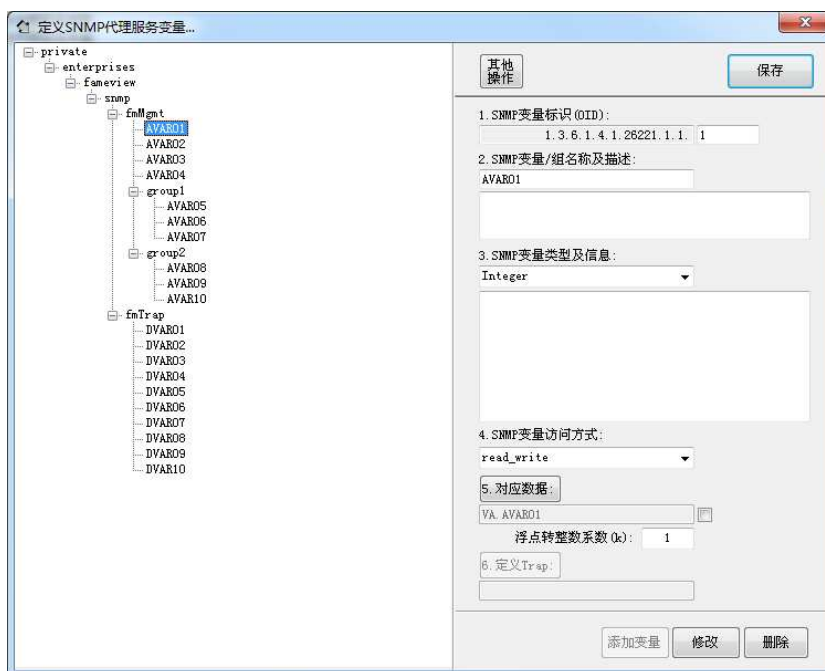 定义SNMP代理服务变量...
private
enterprises
fameview
snmp
fmMgmt
AVAR01
AVAR02
AVAR03
AVAR04
group1
AVAR05
AVAR06
AVAR07
group2
AVAR08
AVAR09
AVAR10
fmTrap
DVAR01
DVAR02
DVAR03
DVAR04
DVAR05
DVAR06
DVAR07
DVAR08
DVAR09
DVAR10
其他
操作
保存
1.SNMP变量标识(OID):
1.3.6.1.4.1.26221.1.1. 1
2.SNMP变量/组名称及描述:
AVAR01
3.SNMP变量类型及信息:
Integer
4.SNMP变量访问方式:
read_write
5.对应数据:
VA.AVAR01
浮点转整数系数(k): 1
6.定义Trap:
添加变量 修改 删除